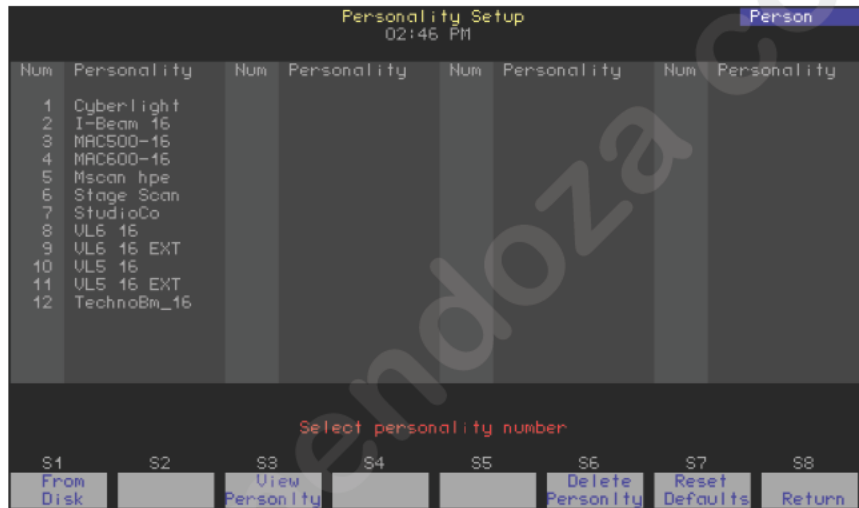 Personality Setup
Person
02:46 PM
Num Personality Num Personality Num Personality Num Personality
1 Cyberlight
2 I-Beam 16
3 MAC500-16
4 MAC600-16
5 Mscan hpe
6 Stage Scan
7 StudioCo
8 VL6 16
9 VL6 16 EXT
10 VL5 16
11 VL5 16 EXT
12 TechnoBm_16
Select personality number
S1 S2 S3 S4 S5 S6 S7 S8
From View Delete Reset
Disk Personlty Personlty Defaults Return